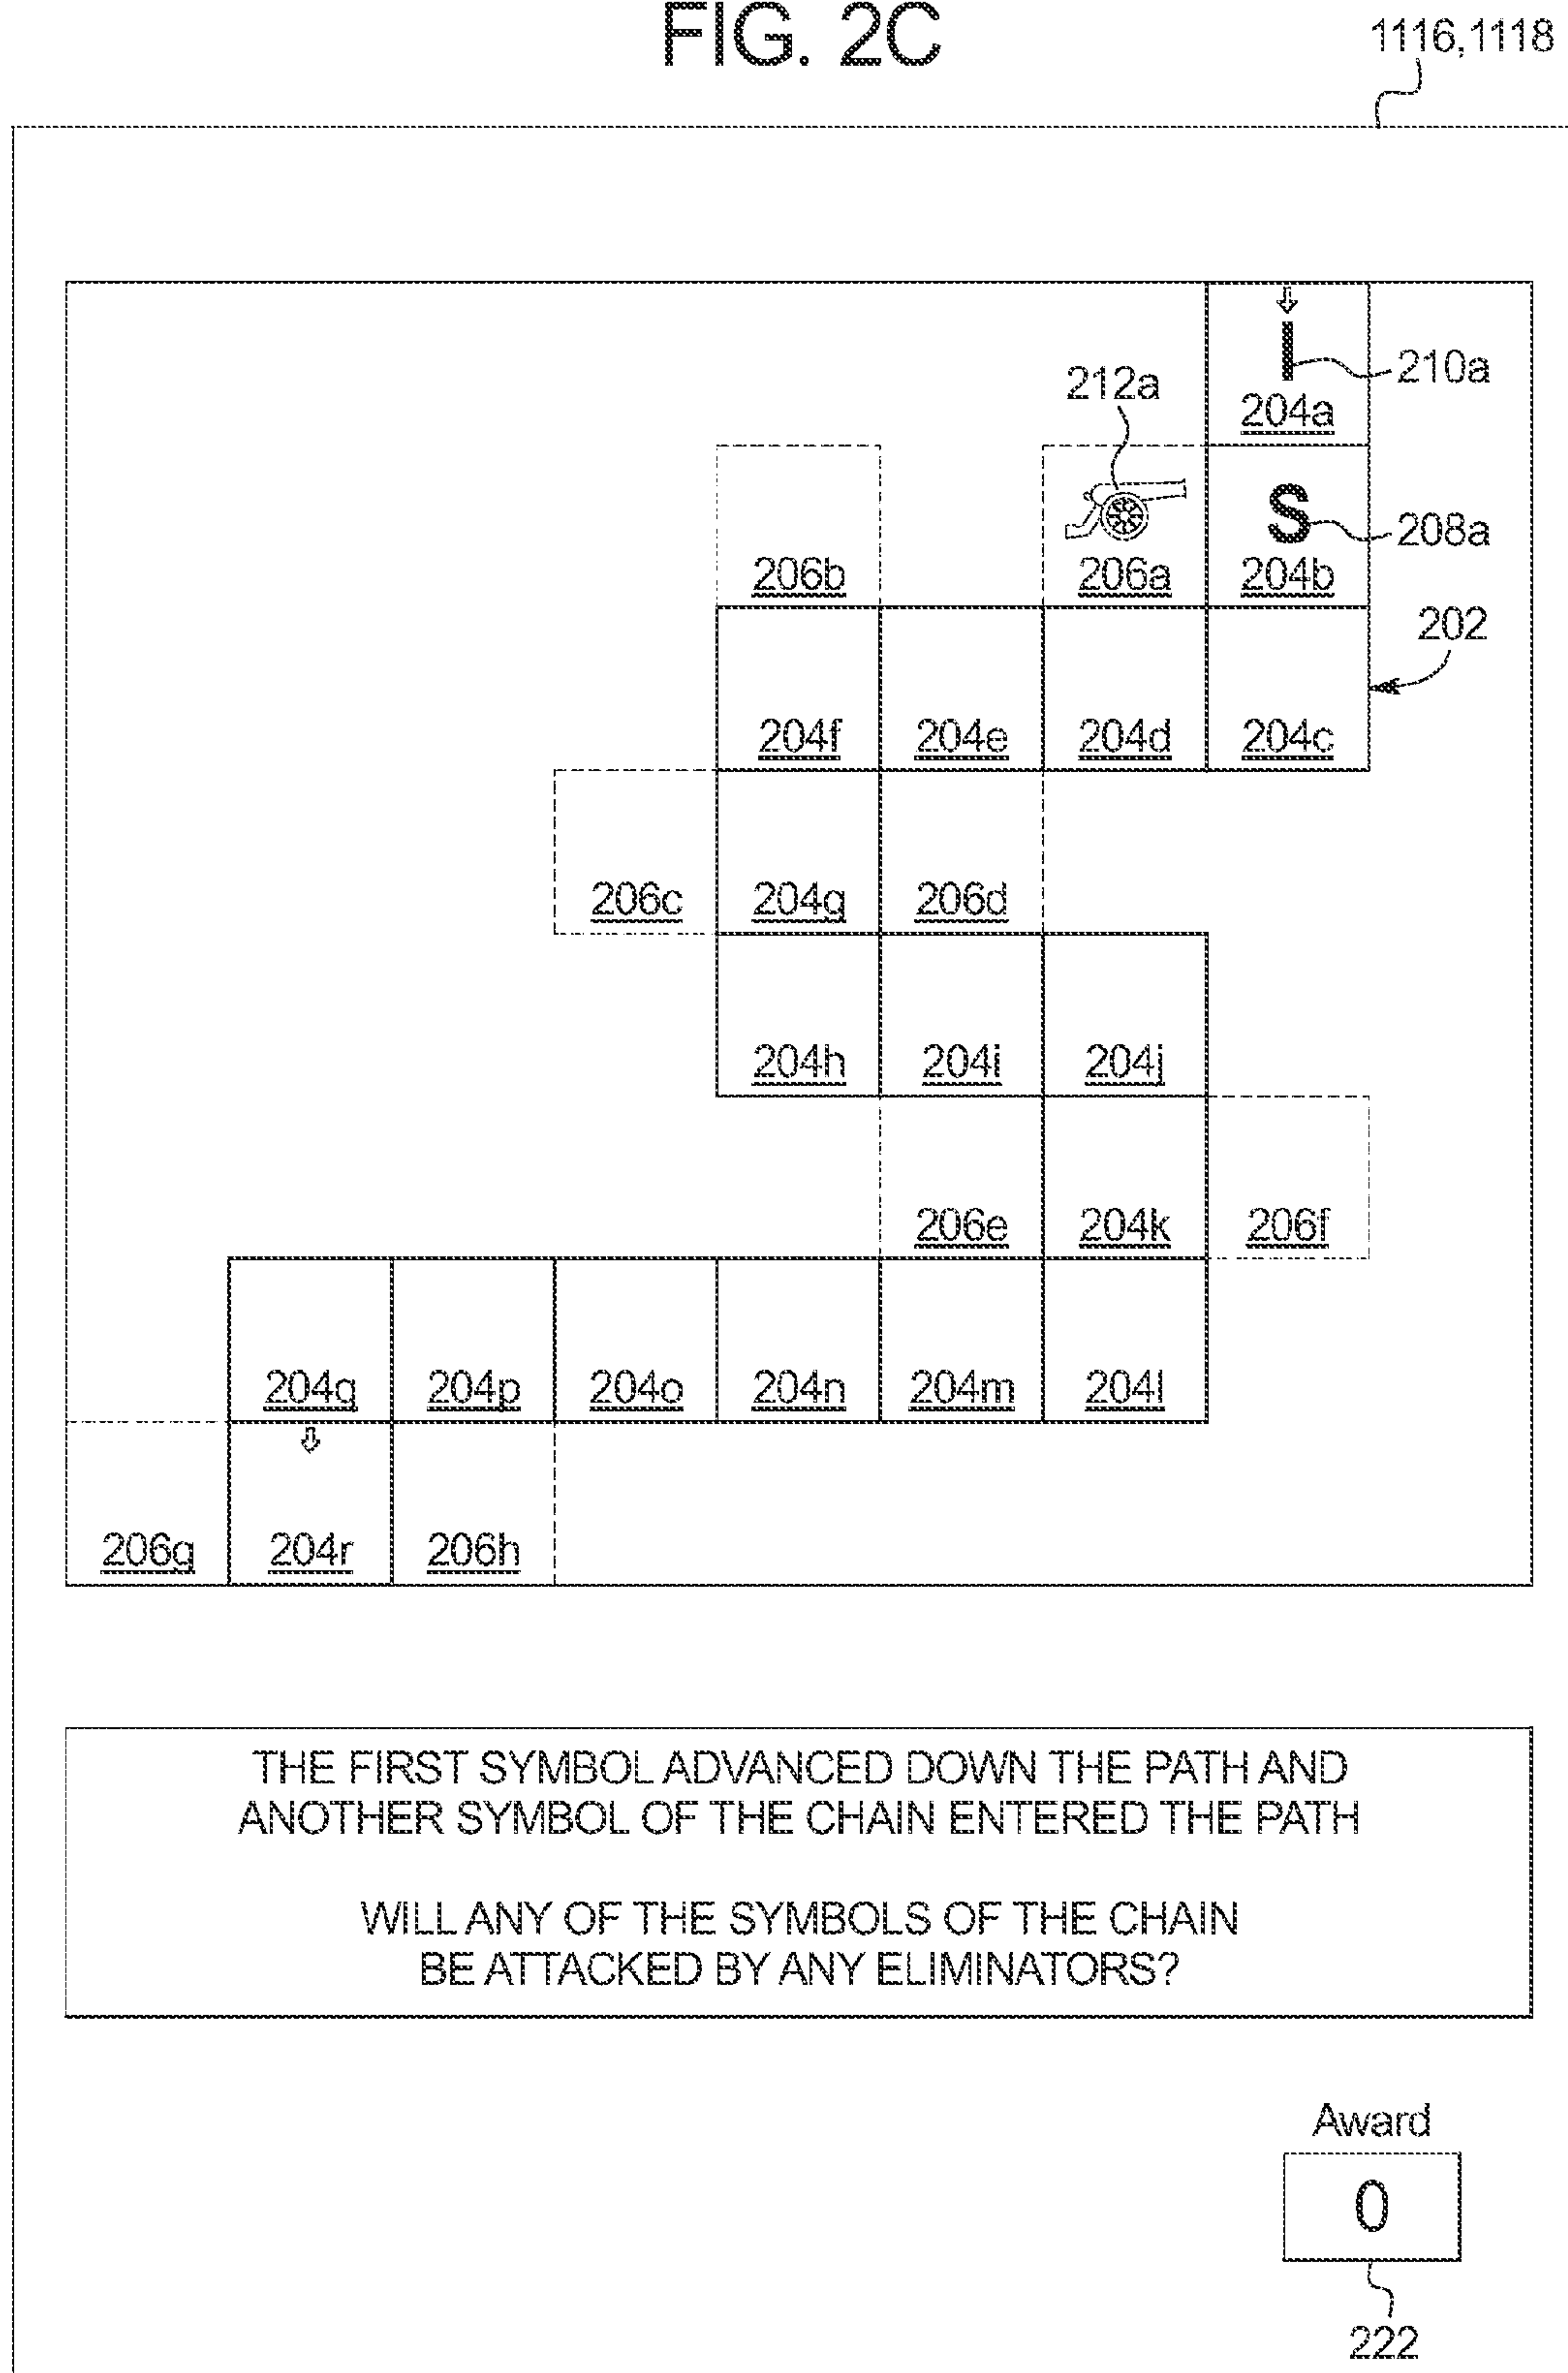 FIG. 2C
1116,1118
210a
212a
204a
S
208a
206b 206a 204b
202
204f 204e 204d 204c
206c 204g 206d
204h 204i 204j
206e 204k 206f
204q 204p 204o 204n 204m 204l
206g 204r 206h
THE FIRST SYMBOL ADVANCED DOWN THE PATH AND
ANOTHER SYMBOL OF THE CHAIN ENTERED THE PATH
WILL ANY OF THE SYMBOLS OF THE CHAIN
BE ATTACKED BY ANY ELIMINATORS?
Award
0
222